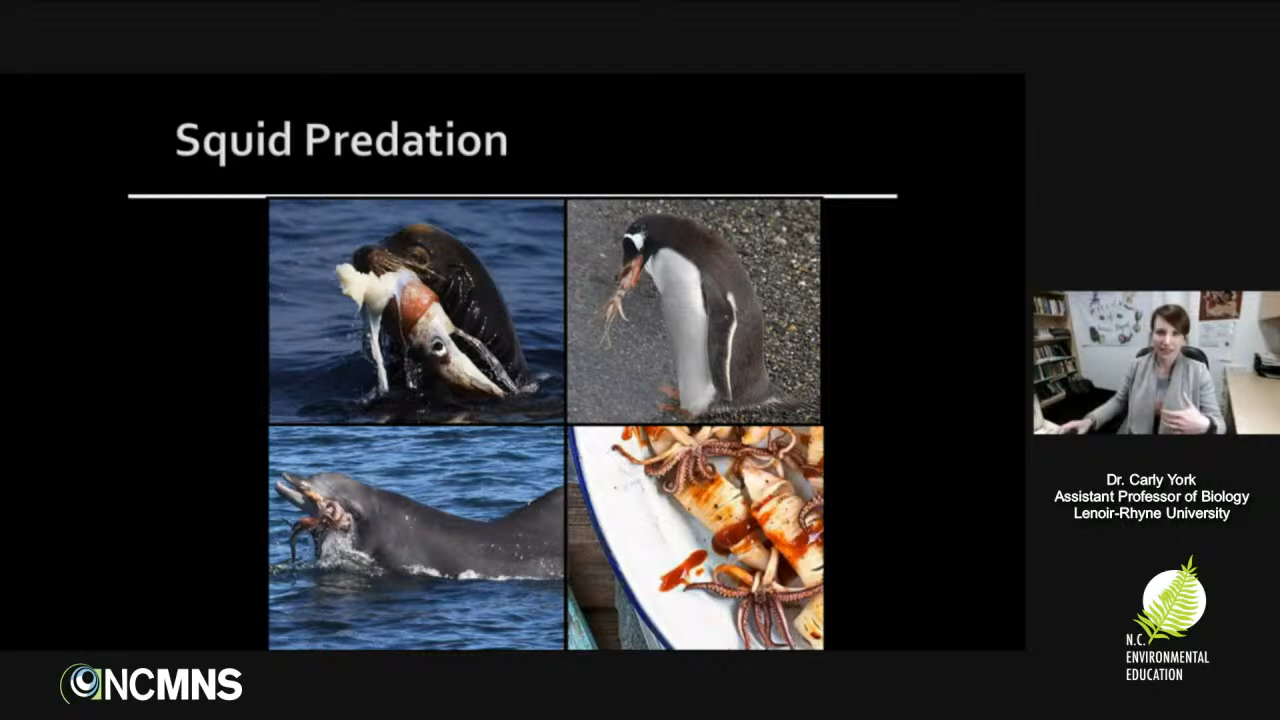 Squid Predation
Dr. Carly York
Assistant Professor of Biology
Lenoir-Rhyne University
N.C.
ENVIRONMENTAL
EDUCATION
NCMNS